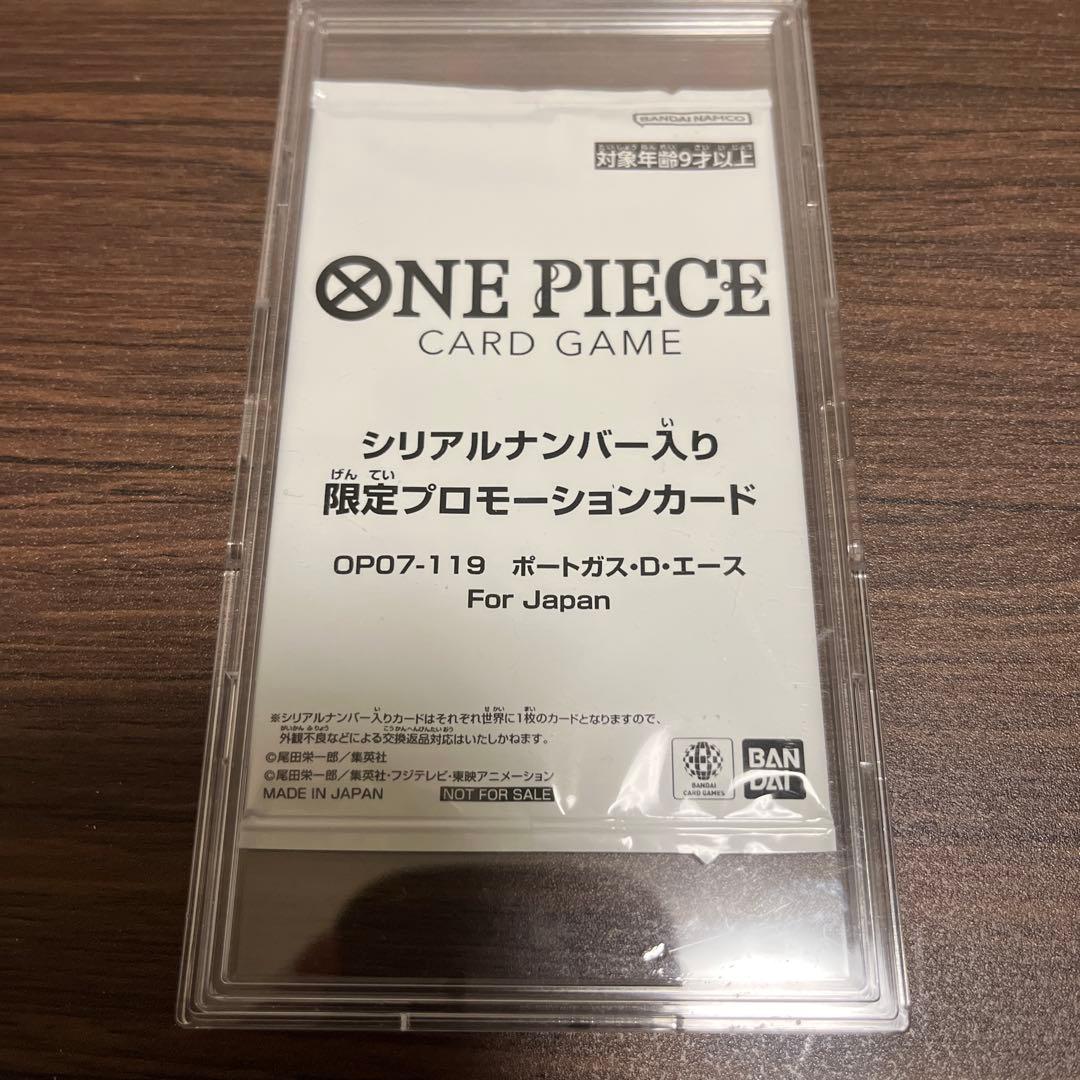 BANDAI NAMCO
対象年齢9才以上
ONE PIECE
CARD GAME
シリアルナンバー入り
限定プロモーションカード
OP07-119 ポートガス・D・エース
For Japan
※シリアルナンバー入りカードはそれぞれ世界に1枚のカードとなりますので、
外観不良などによる交換返品対応はいたしかねます。
©尾田栄一郎／集英社
©尾田栄一郎／集英社・フジテレビ・東映アニメーション
MADE IN JAPAN NOT FOR SALE
BANDAI
CARD GAMES
BAN
DAI